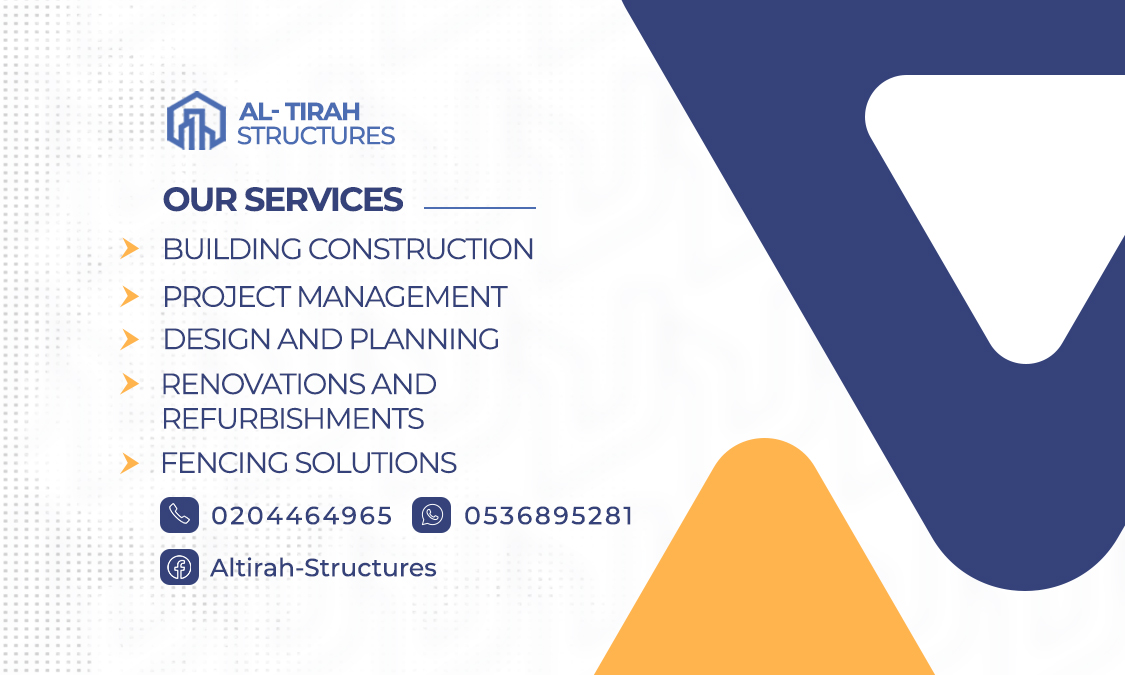 AL- TIRAH
STRUCTURES
OUR SERVICES
BUILDING CONSTRUCTION
PROJECT MANAGEMENT
DESIGN AND PLANNING
RENOVATIONS AND
REFURBISHMENTS
FENCING SOLUTIONS
0204464965 0536895281
Altirah-Structures